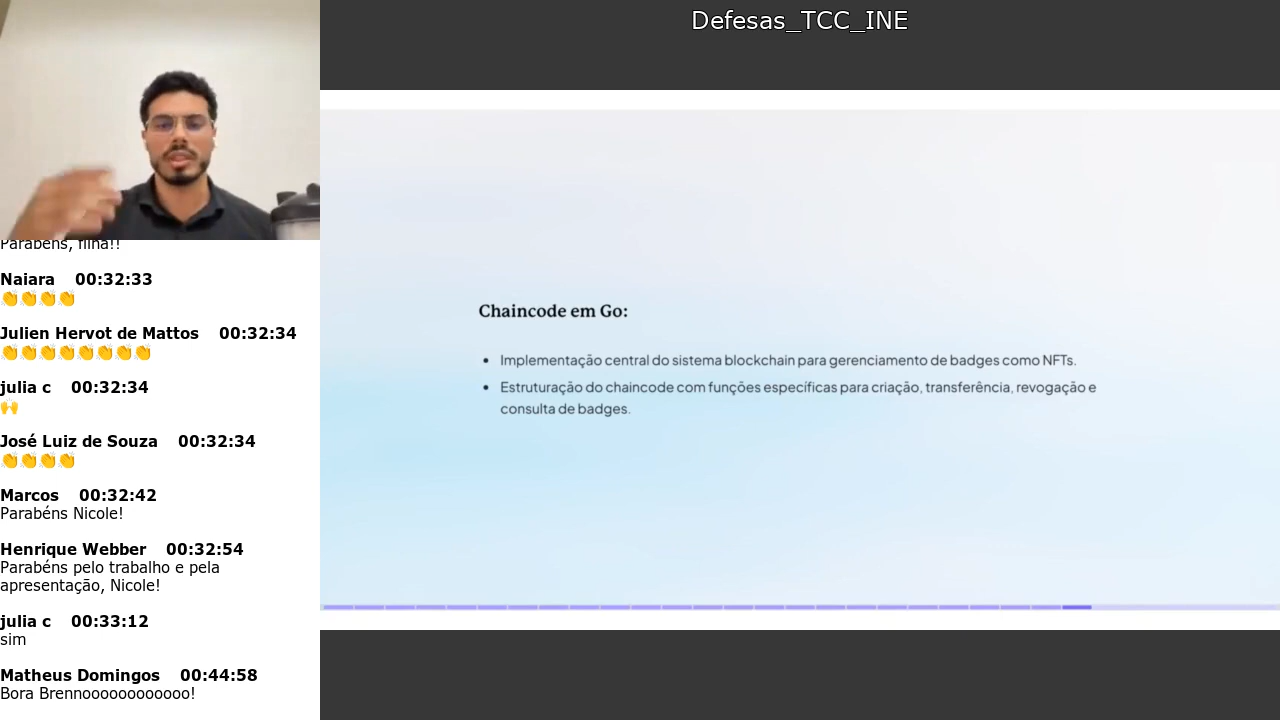 Defesas_TCC_INE
Parabéns, filha!!
Naiara 00:32:33
👏👏👏👏
Julien Hervot de Mattos 00:32:34
👏👏👏👏👏👏👏👏
julia c 00:32:34
🙌
José Luiz de Souza 00:32:34
👏👏👏👏
Marcos 00:32:42
Parabéns Nicole!
Henrique Webber 00:32:54
Parabéns pelo trabalho e pela
apresentação, Nicole!
julia c 00:33:12
sim
Matheus Domingos 00:44:58
Bora Brennoooooooooooo!
Chaincode em Go:
• Implementação central do sistema blockchain para gerenciamento de badges como NFTs.
• Estruturação do chaincode com funções específicas para criação, transferência, revogação e
consulta de badges.